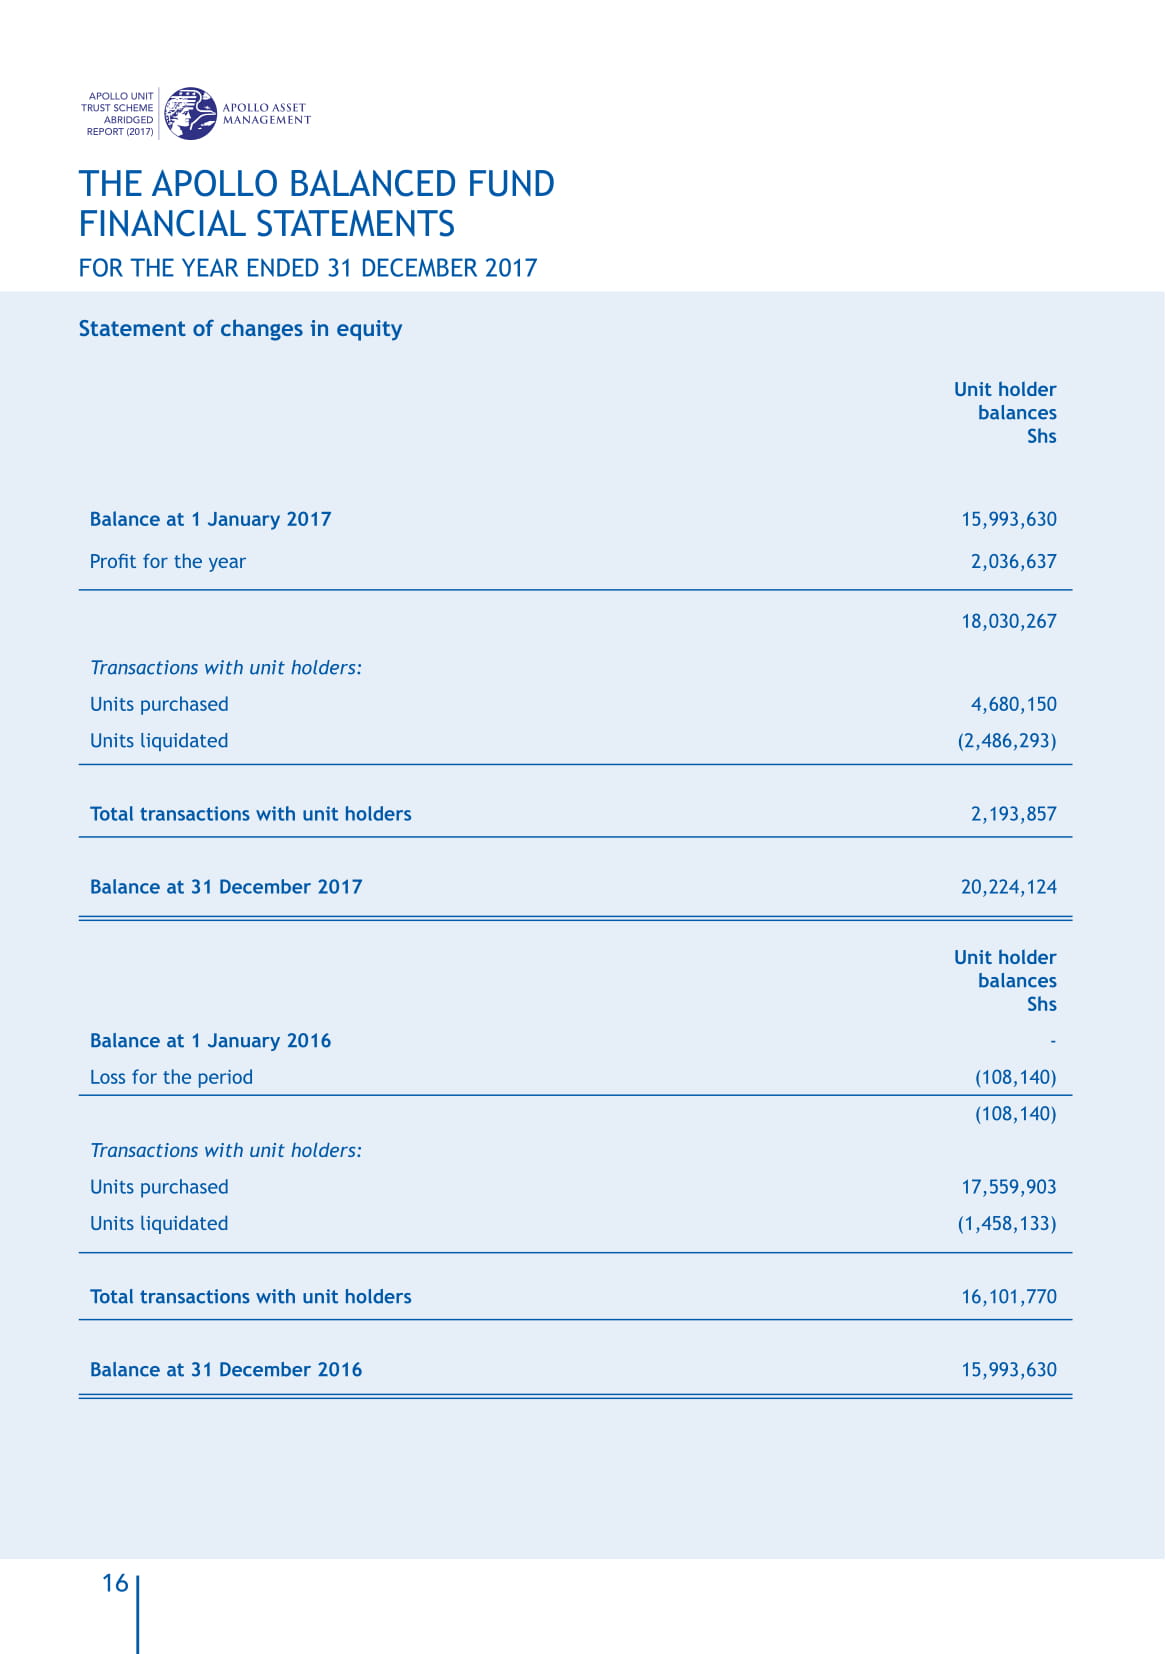 APOLLO UNIT
TRUST SCHEME
ABRIDGED
REPORT (2017)
APOLLO ASSET
MANAGEMENT
THE APOLLO BALANCED FUND
FINANCIAL STATEMENTS
FOR THE YEAR ENDED 31 DECEMBER 2017
Statement of changes in equity
Unit holder
balances
Shs
Balance at 1 January 2017 15,993,630
Profit for the year 2,036,637
18,030,267
Transactions with unit holders:
Units purchased 4,680,150
Units liquidated (2,486,293)
Total transactions with unit holders 2,193,857
Balance at 31 December 2017 20,224,124
Unit holder
balances
Shs
Balance at 1 January 2016 -
Loss for the period (108,140)
(108,140)
Transactions with unit holders:
Units purchased 17,559,903
Units liquidated (1,458,133)
Total transactions with unit holders 16,101,770
Balance at 31 December 2016 15,993,630
16